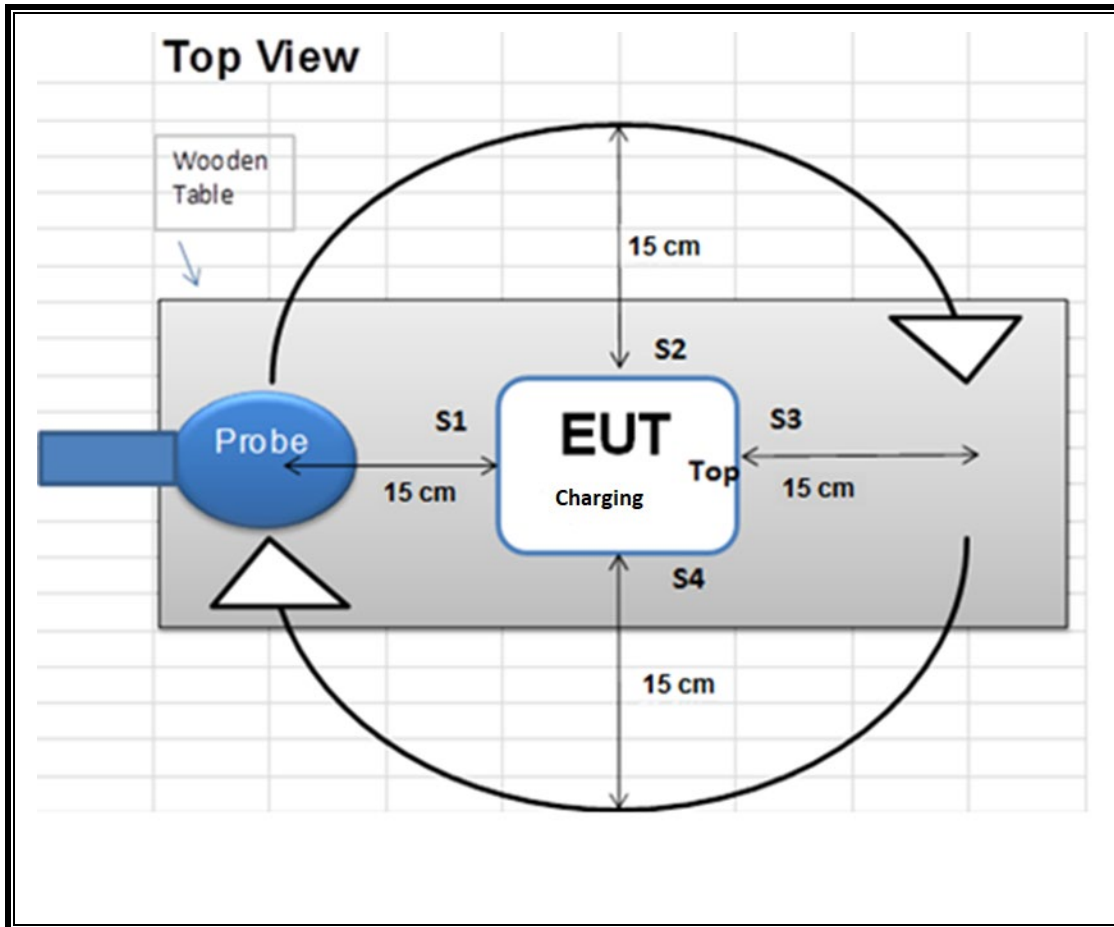 Top View
Wooden
Table
15 cm
S2
S1
Probe
EUT
Top
S3
15 cm
Charging
15 cm
S4
15 cm